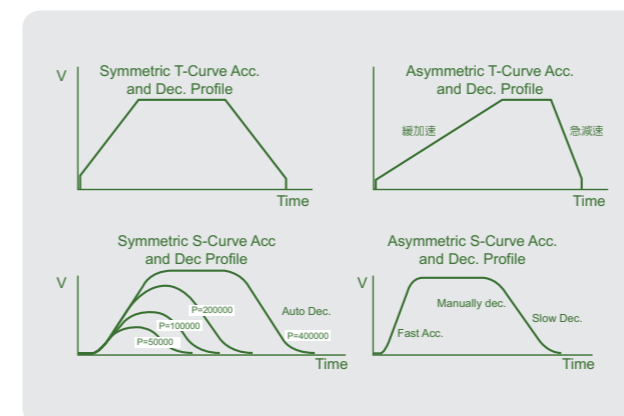 Symmetric T-Curve Acc.
and Dec. Profile
V
Time
Asymmetric T-Curve Acc.
and Dec. Profile
緩加速
急減速
Time
Symmetric S-Curve Acc
and Dec Profile
V
P=200000
P=100000
P=50000
Auto Dec.
P=400000
Time
Asymmetric S-Curve Acc.
and Dec. Profile
V
Manually dec.
Fast Acc.
Slow Dec.
Time